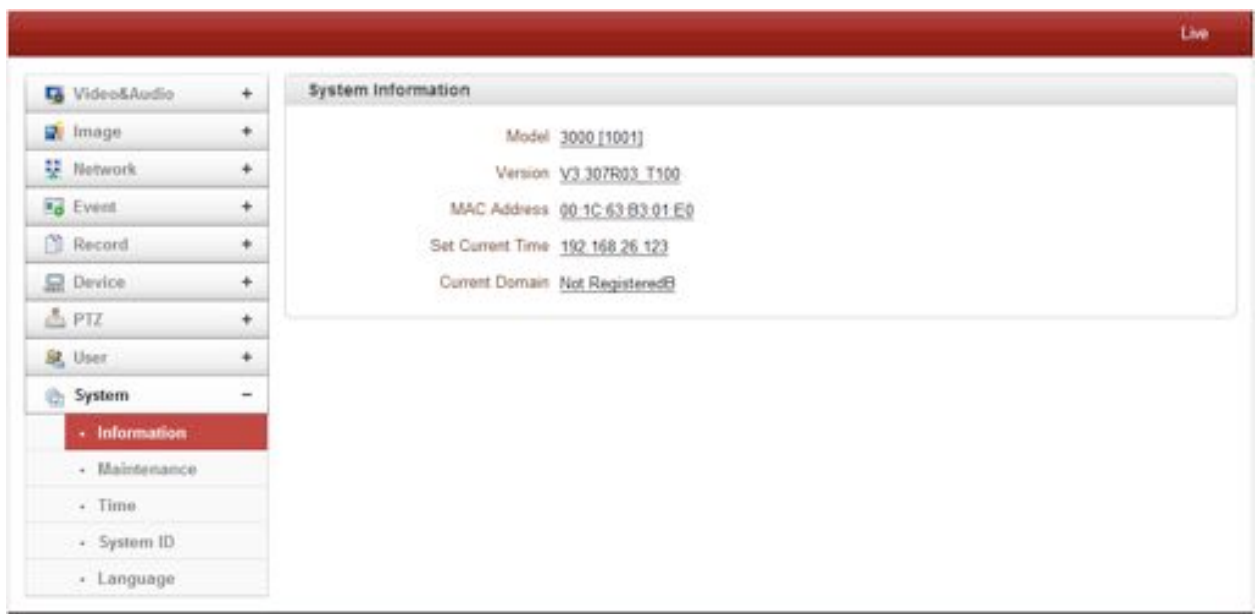 Live
Video&Audio +
Image +
Network +
Event +
Record +
Device +
PTZ +
User +
System −
• Information
• Maintenance
• Time
• System ID
• Language
System Information
Model 3000 [1001]
Version V3.307R03_T100
MAC Address 00:1C:63:B3:01:E0
Set Current Time 192.168.26.123
Current Domain Not RegisteredB